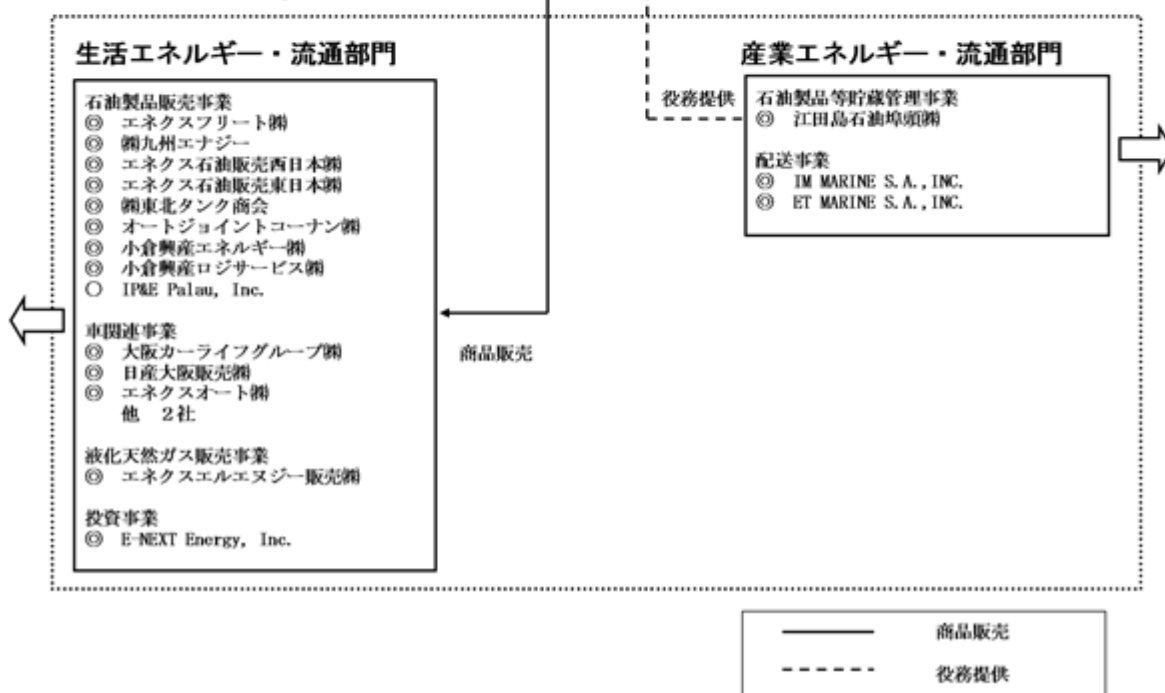 生活エネルギー・流通部門
石油製品販売事業
◎ エネクスフリート㈱
◎ ㈱九州エナジー
◎ エネクス石油販売西日本㈱
◎ エネクス石油販売東日本㈱
◎ ㈱東北タンク商会
◎ オートジョイントコーナン㈱
◎ 小倉興産エネルギー㈱
◎ 小倉興産ロジサービス㈱
○ IP&E Palau, Inc.
車関連事業
◎ 大阪カーライフグループ㈱
◎ 日産大阪販売㈱
◎ エネクスオート㈱
他 2社
液化天然ガス販売事業
◎ エネクスエルエヌジー販売㈱
投資事業
◎ E-NEXT Energy, Inc.
商品販売
役務提供
産業エネルギー・流通部門
石油製品等貯蔵管理事業
◎ 江田島石油埠頭㈱
配送事業
◎ IM MARINE S.A.,INC.
◎ ET MARINE S.A.,INC.
商品販売
役務提供